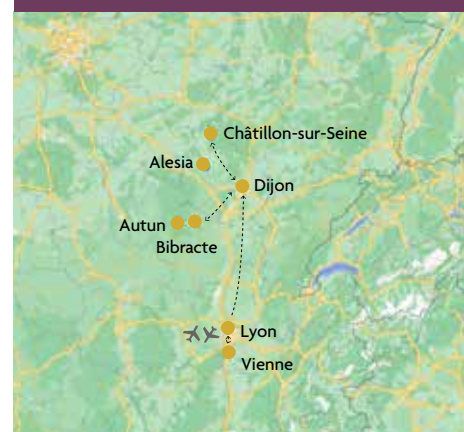 Châtillon-sur-Seine
Alesia
Dijon
Autun
Bibracte
Lyon
Vienne